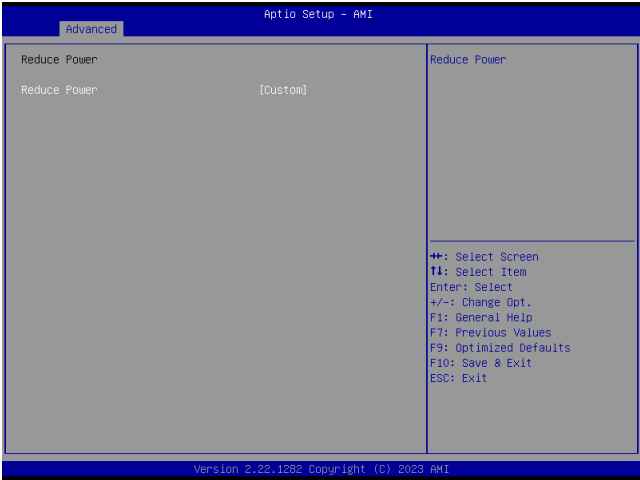 Aptio Setup - AMI
Advanced
Reduce Power
Reduce Power [Custom]
Reduce Power
→←: Select Screen
↑↓: Select Item
Enter: Select
+/-: Change Opt.
F1: General Help
F7: Previous Values
F9: Optimized Defaults
F10: Save & Exit
ESC: Exit
Version 2.22.1282 Copyright (C) 2023 AMI